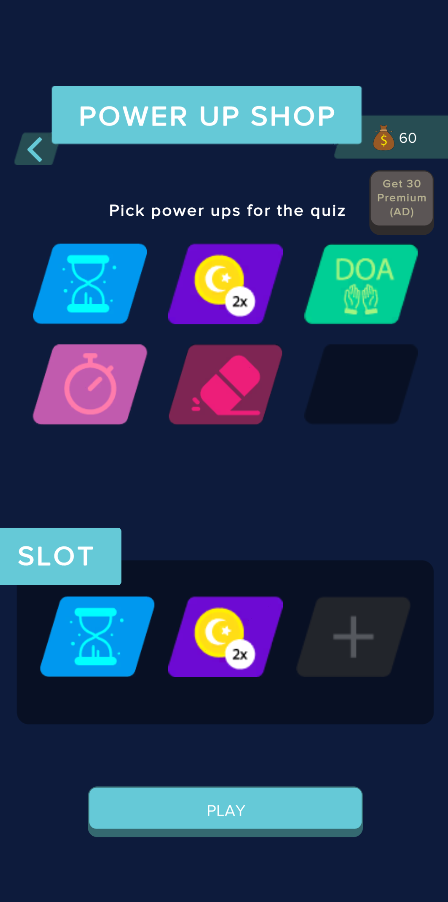 POWER UP SHOP
60
Get 30
Premium
(AD)
Pick power ups for the quiz
2x
DOA
SLOT
2x
PLAY